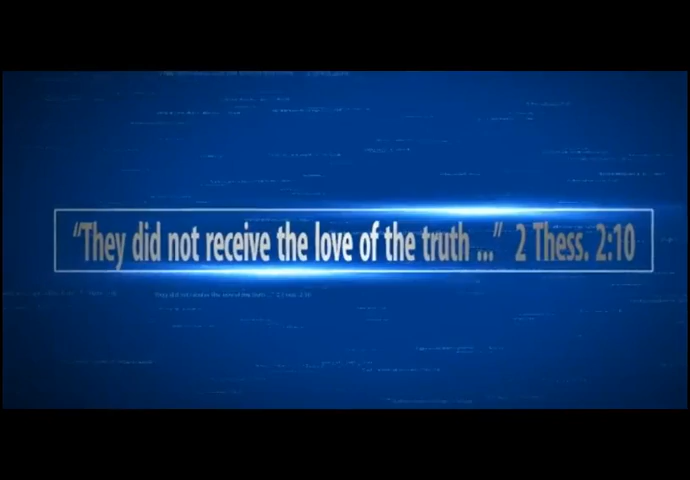 “They did not receive the love of the truth ...” 2 Thess. 2:10